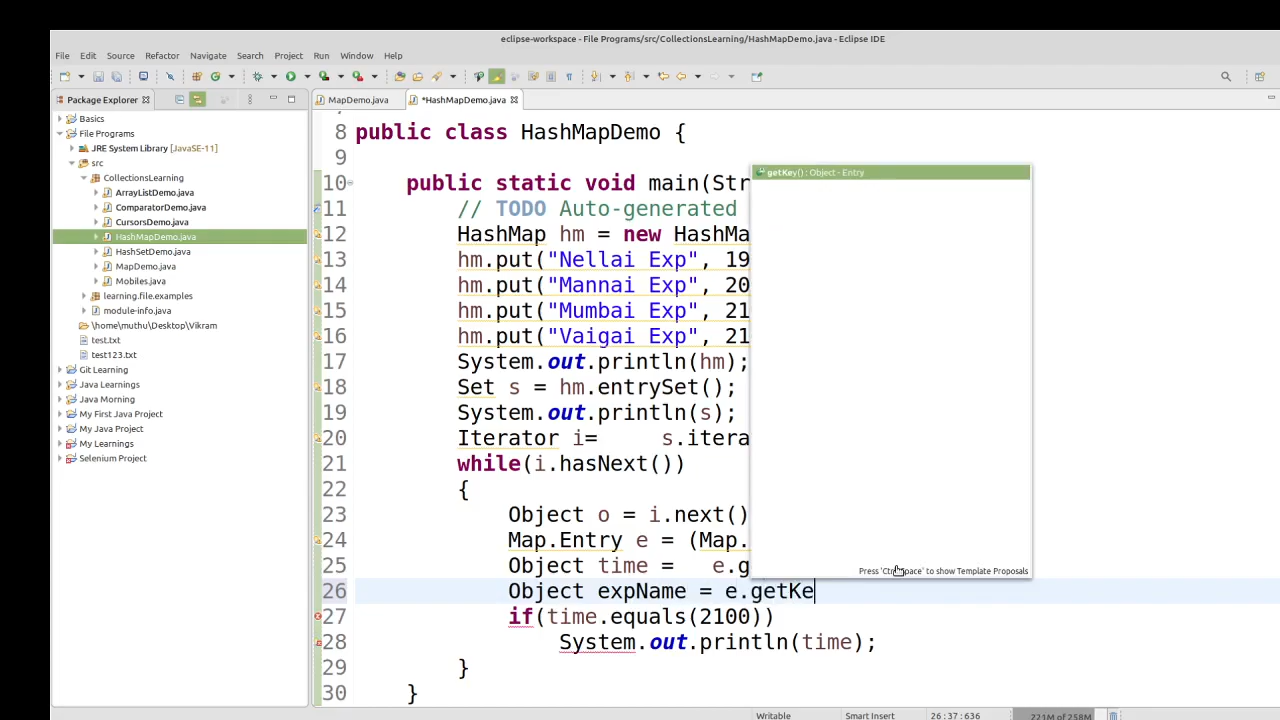 eclipse-workspace - File Programs/src/CollectionsLearning/HashMapDemo.java - Eclipse IDE
File Edit Source Refactor Navigate Search Project Run Window Help
Package Explorer
MapDemo.java
*HashMapDemo.java
Basics
File Programs
JRE System Library [JavaSE-11]
src
CollectionsLearning
ArrayListDemo.java
ComparatorDemo.java
CursorsDemo.java
HashMapDemo.java
HashSetDemo.java
MapDemo.java
Mobiles.java
learning.file.examples
module-info.java
\home\muthu\Desktop\Vikram
test.txt
test123.txt
Git Learning
Java Learnings
Java Morning
My First Java Project
My Java Project
My Learnings
Selenium Project
8 public class HashMapDemo {
9
10 public static void main(Str
11 // TODO Auto-generated
12 HashMap hm = new HashMa
13 hm.put("Nellai Exp", 19
14 hm.put("Mannai Exp", 20
15 hm.put("Mumbai Exp", 21
16 hm.put("Vaigai Exp", 21
17 System.out.println(hm);
18 Set s = hm.entrySet();
19 System.out.println(s);
20 Iterator i= s.itera
21 while(i.hasNext())
22 {
23 Object o = i.next()
24 Map.Entry e = (Map.
25 Object time = e.g
26 Object expName = e.getKe
27 if(time.equals(2100))
28 System.out.println(time);
29 }
30 }
getKey() : Object - Entry
Press 'Ctrl+Space' to show Template Proposals
Writable Smart Insert 26 : 37 : 636 221M of 258M